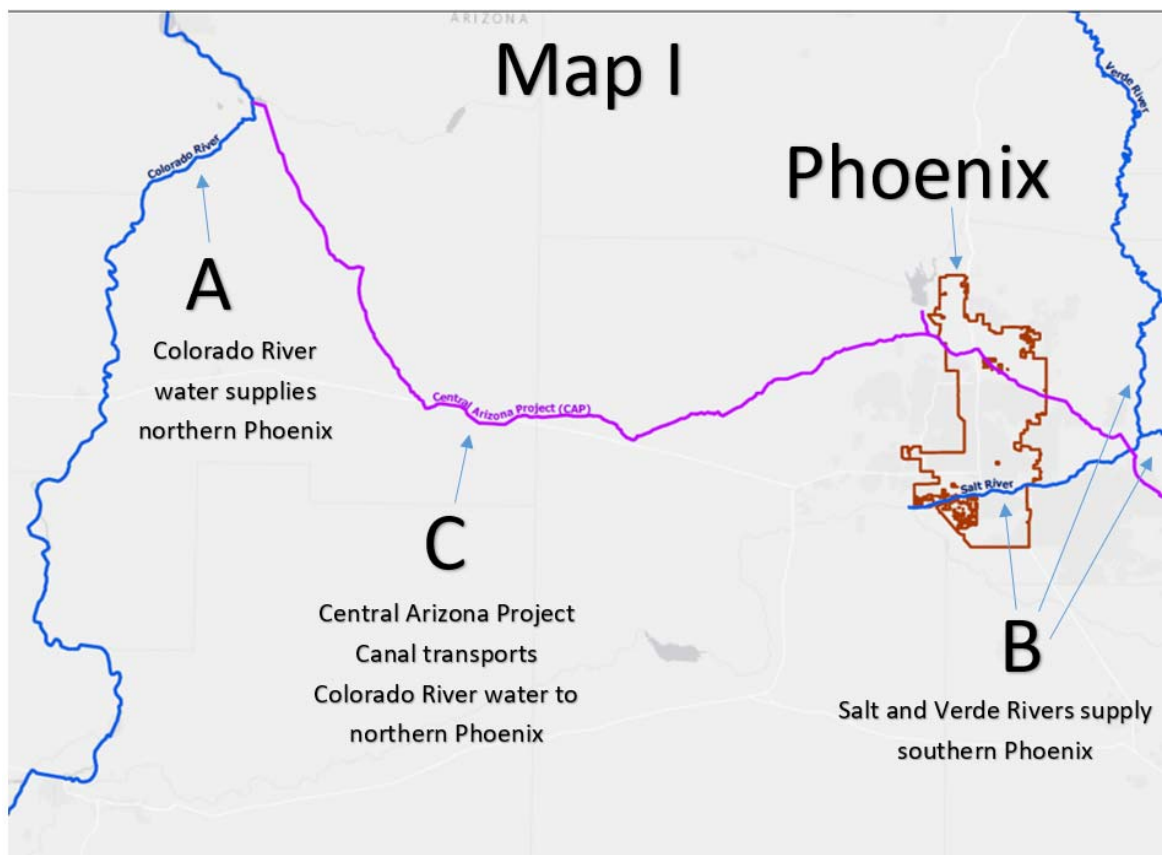 ARIZONA
Map I
Verde River
Colorado River
Phoenix
A
Colorado River
water supplies
northern Phoenix
Central Arizona Project (CAP)
C
Central Arizona Project
Canal transports
Colorado River water to
northern Phoenix
Salt River
B
Salt and Verde Rivers supply
southern Phoenix